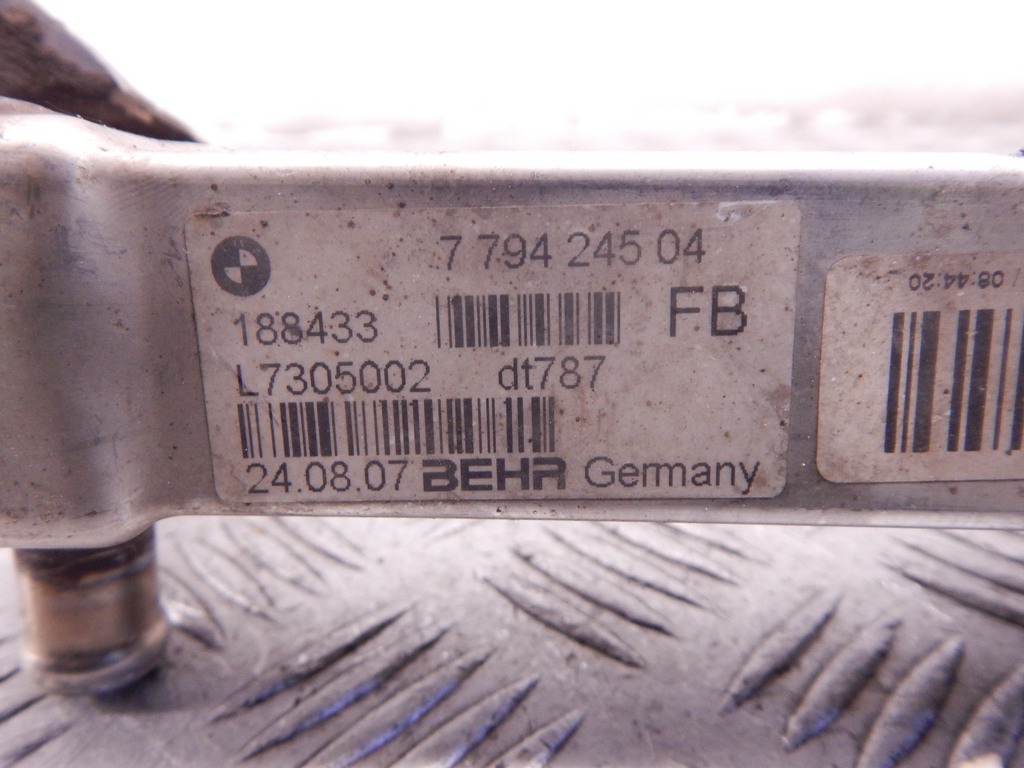 7 794 245 04
188433
FB
L7305002 dt787
24.08.07 BEHR Germany
08:44:20